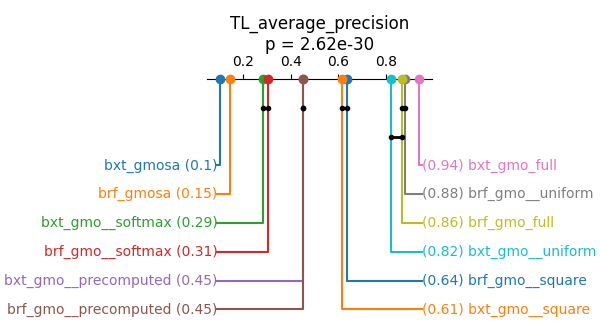 TL_average_precision
p = 2.62e-30
0.2 0.4 0.6 0.8
bxt_gmosa (0.1) (0.94) bxt_gmo_full
brf_gmosa (0.15) (0.88) brf_gmo__uniform
bxt_gmo__softmax (0.29) (0.86) brf_gmo_full
brf_gmo__softmax (0.31) (0.82) bxt_gmo__uniform
bxt_gmo__precomputed (0.45) (0.64) brf_gmo__square
brf_gmo__precomputed (0.45) (0.61) bxt_gmo__square